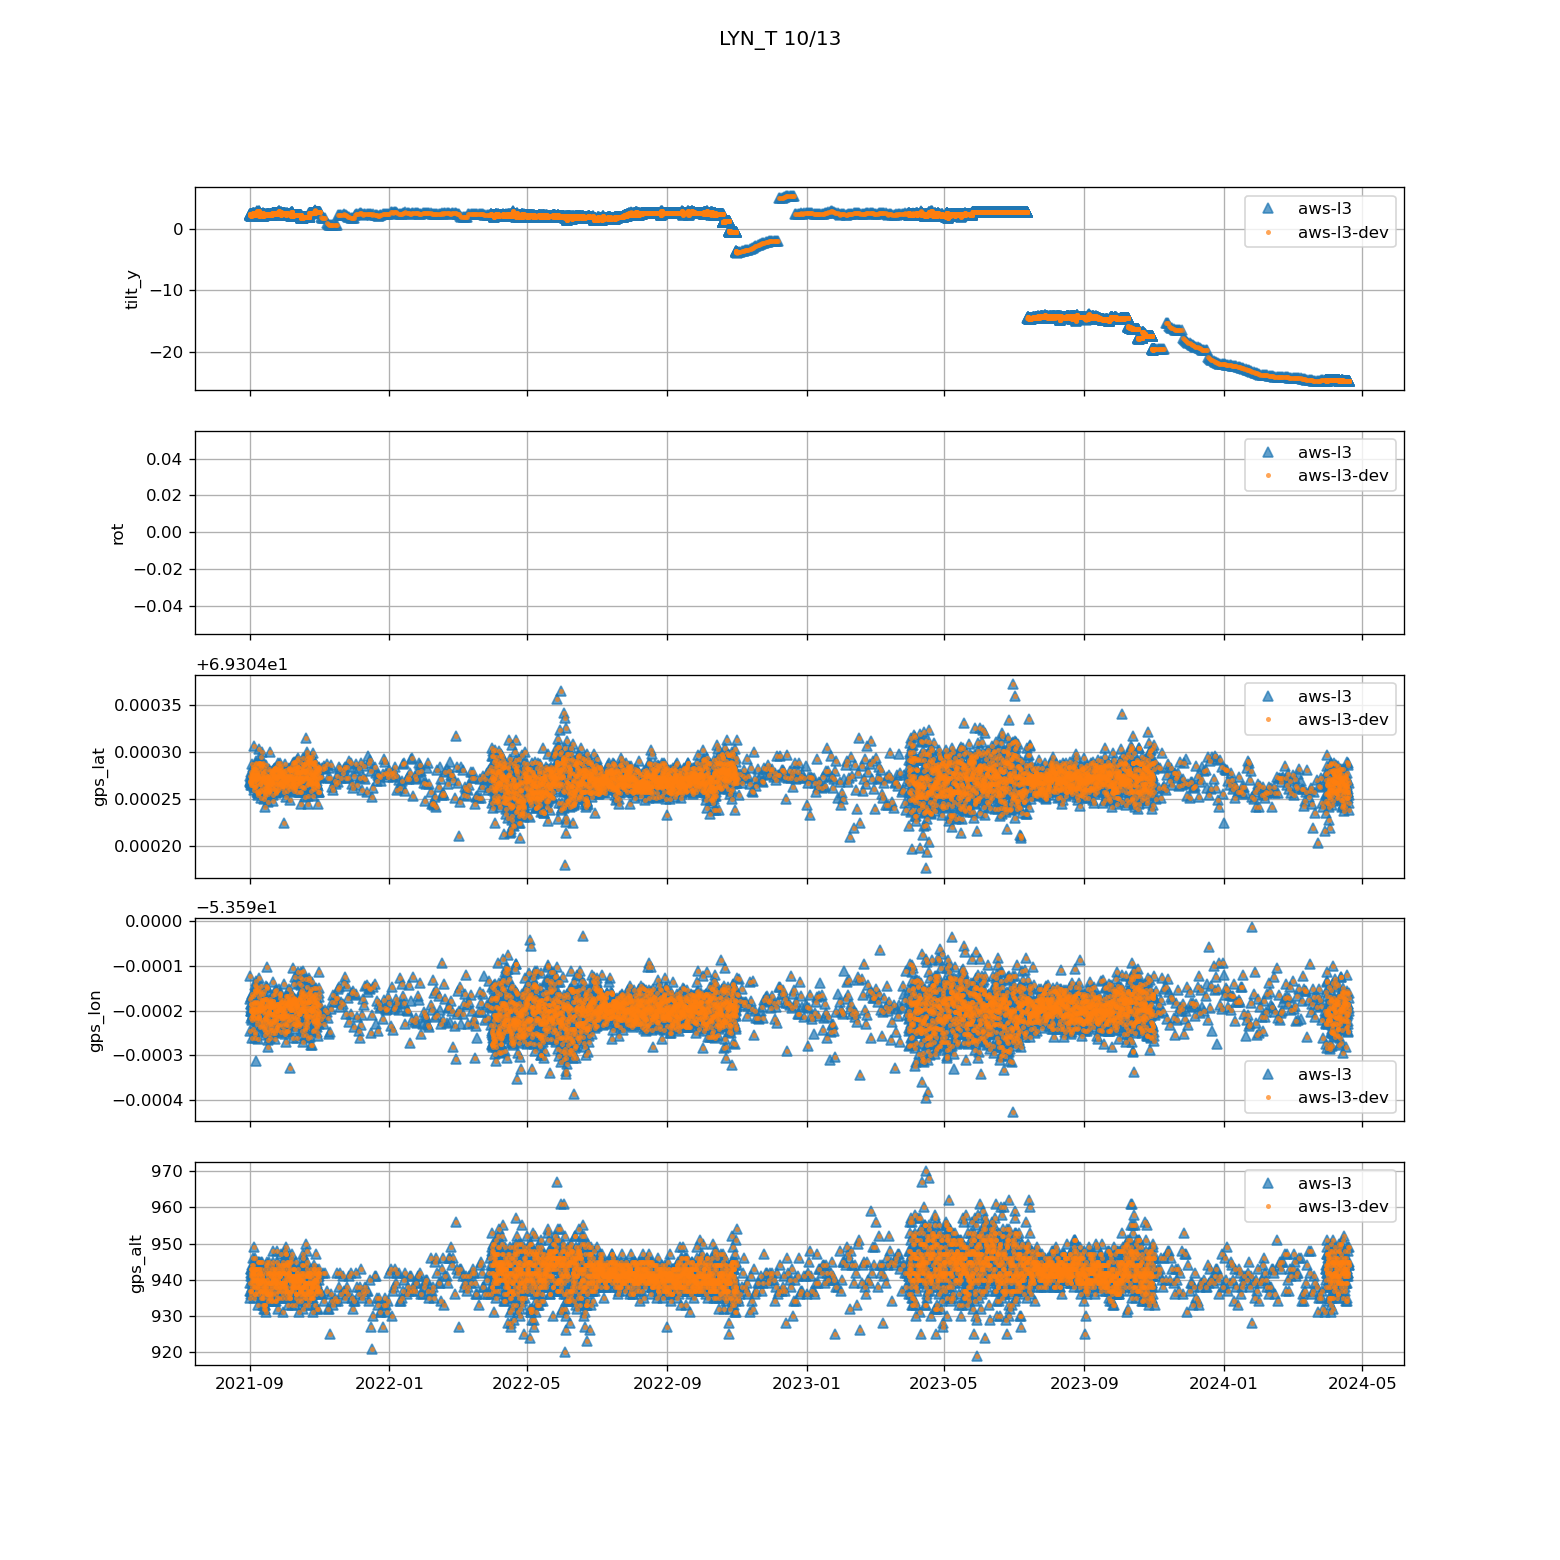 LYN_T 10/13
tilt_y
0
−10
−20
aws-l3
aws-l3-dev
rot
0.04
0.02
0.00
−0.02
−0.04
aws-l3
aws-l3-dev
+6.9304e1
gps_lat
0.00035
0.00030
0.00025
0.00020
aws-l3
aws-l3-dev
−5.359e1
gps_lon
0.0000
−0.0001
−0.0002
−0.0003
−0.0004
aws-l3
aws-l3-dev
gps_alt
970
960
950
940
930
920
aws-l3
aws-l3-dev
2021-09 2022-01 2022-05 2022-09 2023-01 2023-05 2023-09 2024-01 2024-05